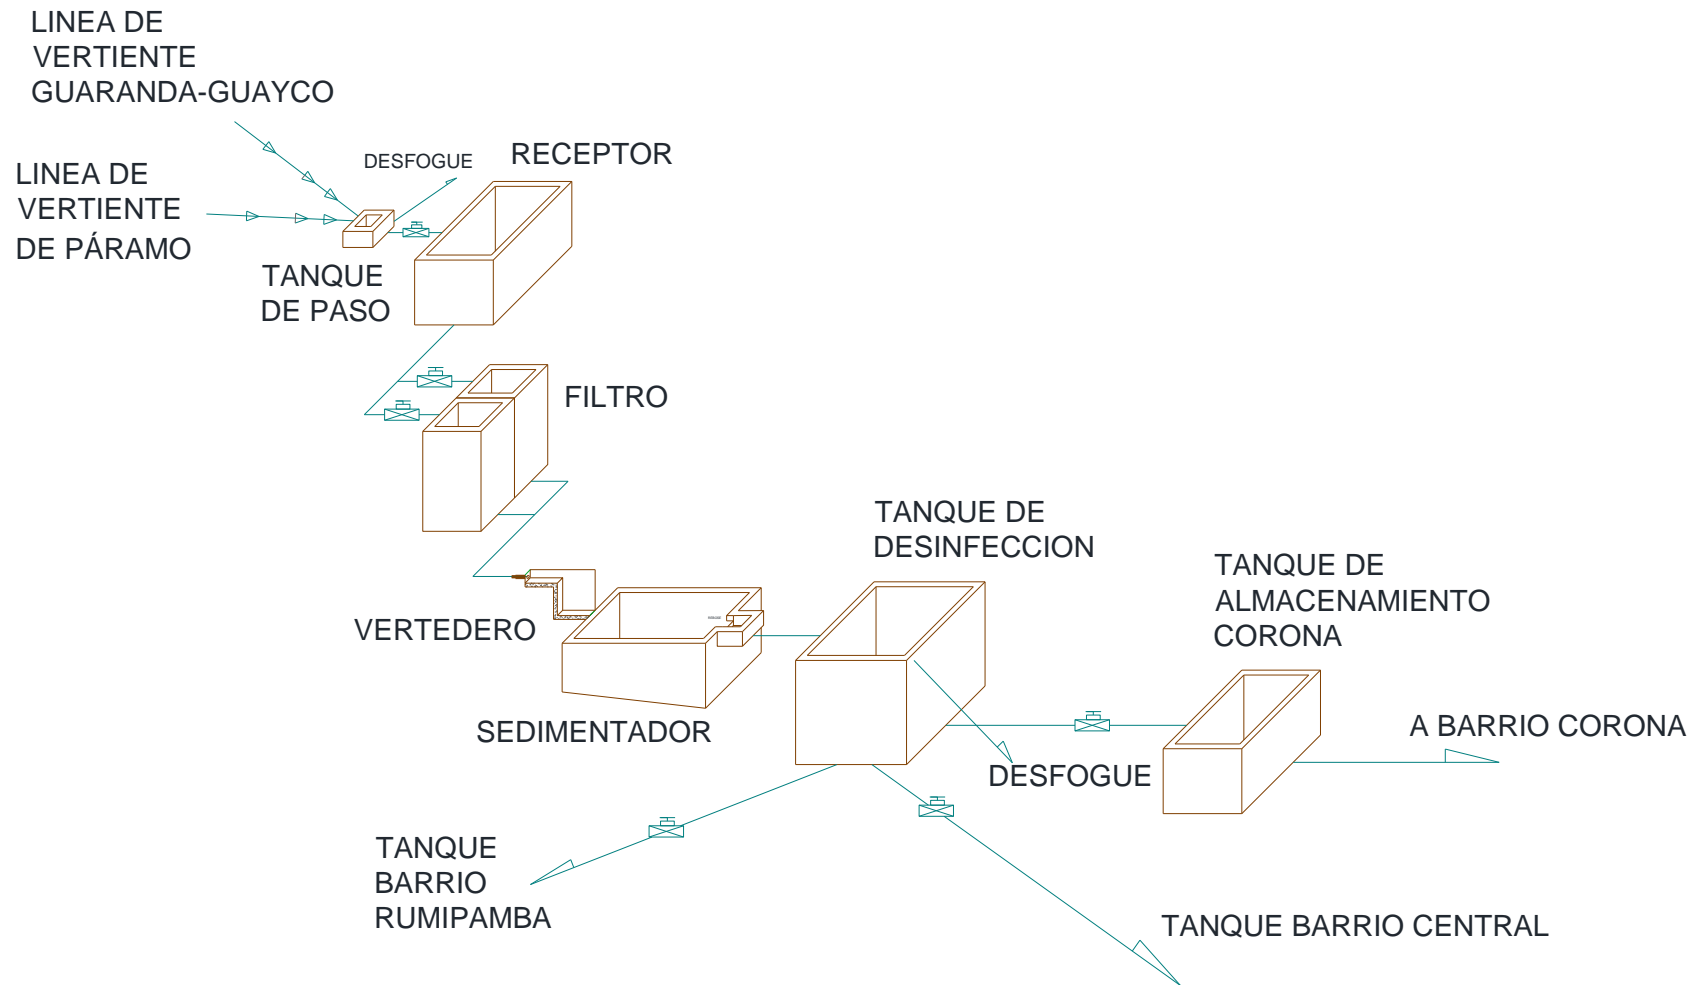 LINEA DE
VERTIENTE
GUARANDA-GUAYCO
LINEA DE
VERTIENTE
DE PÁRAMO
DESFOGUE
RECEPTOR
TANQUE
DE PASO
FILTRO
VERTEDERO
SEDIMENTADOR
TANQUE DE
DESINFECCION
TANQUE DE
ALMACENAMIENTO
CORONA
A BARRIO CORONA
DESFOGUE
TANQUE
BARRIO
RUMIPAMBA
TANQUE BARRIO CENTRAL